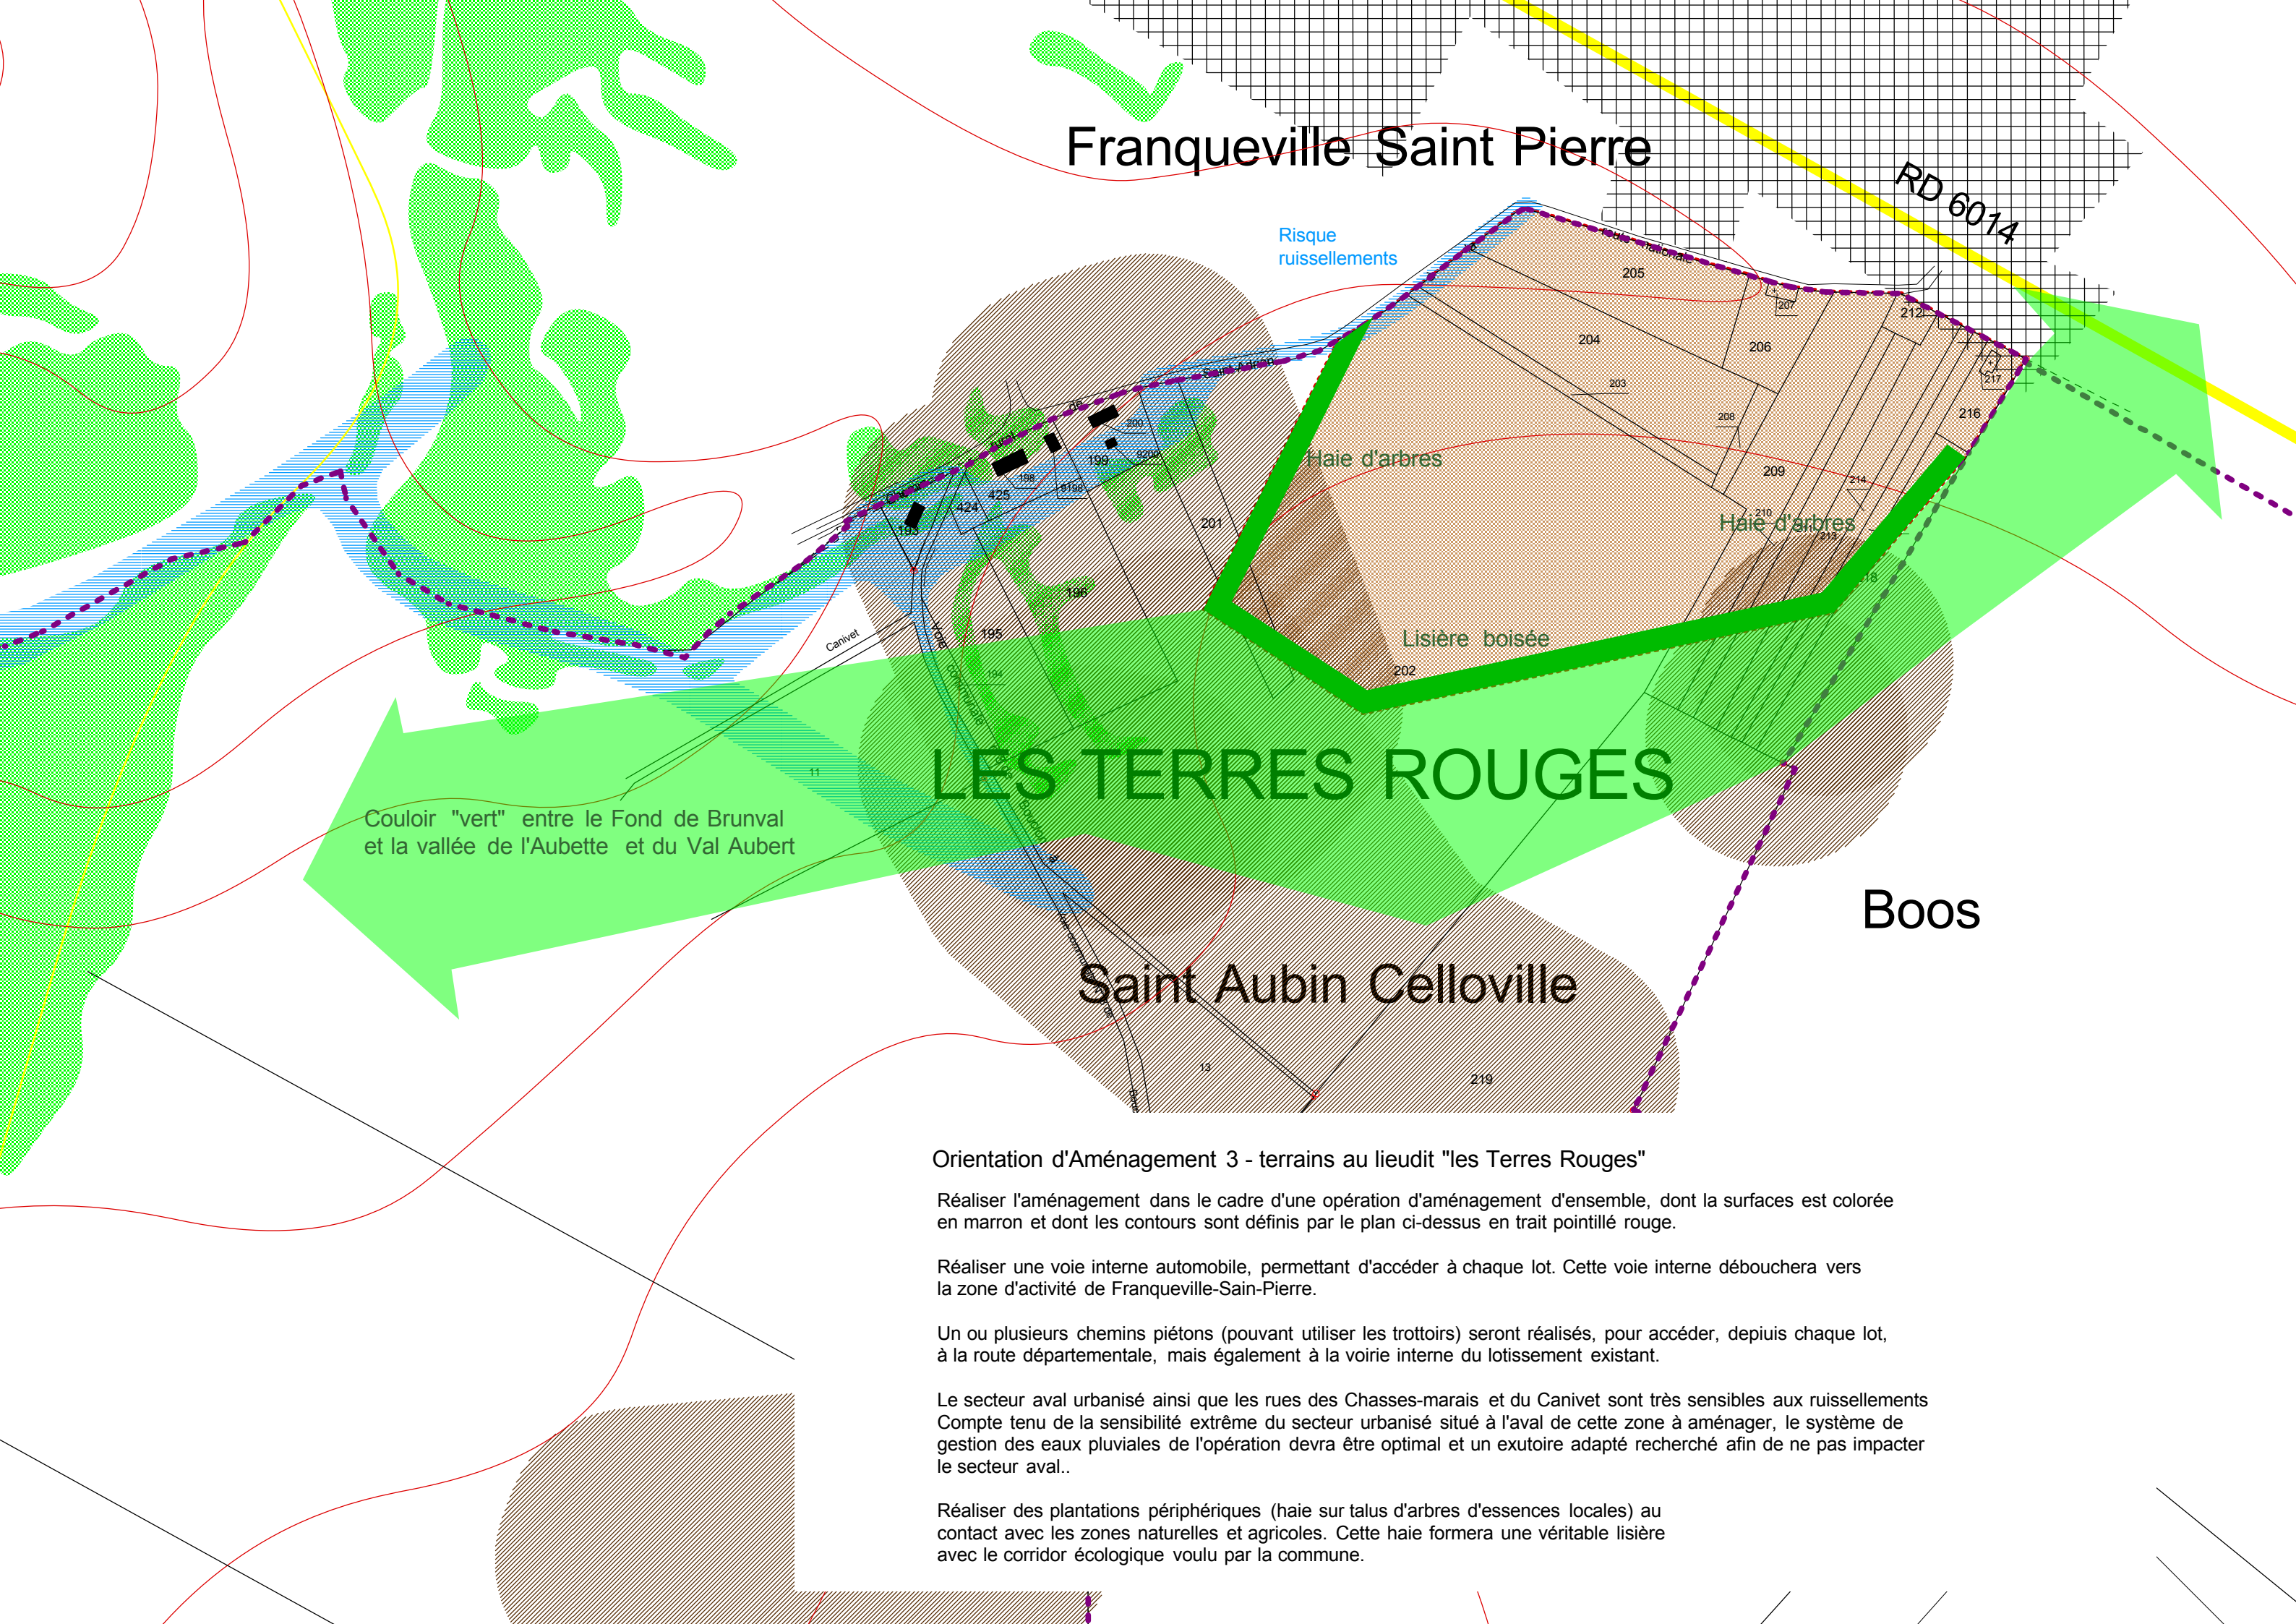 Franqueville Saint Pierre
RD 6014
Risque
ruissellements
nationale
205
207
212
204
206
203
217
216
208
Saint Adrien
de
200
Haie d'arbres
199
9200
198
9198
425
424
193
209
214
201
210
Haie d'arbres
213
196
Canivet
195
Voie
communale
194
Lisière boisée
202
LES TERRES ROUGES
11
Couloir "vert" entre le Fond de Brunval
et la vallée de l'Aubette et du Val Aubert
à
Boos
Saint Aubin Celloville
de
13
219
Orientation d'Aménagement 3 - terrains au lieudit "les Terres Rouges"
Réaliser l'aménagement dans le cadre d'une opération d'aménagement d'ensemble, dont la surfaces est colorée
en marron et dont les contours sont définis par le plan ci-dessus en trait pointillé rouge.
Réaliser une voie interne automobile, permettant d'accéder à chaque lot. Cette voie interne débouchera vers
la zone d'activité de Franqueville-Sain-Pierre.
Un ou plusieurs chemins piétons (pouvant utiliser les trottoirs) seront réalisés, pour accéder, depiuis chaque lot,
à la route départementale, mais également à la voirie interne du lotissement existant.
Le secteur aval urbanisé ainsi que les rues des Chasses-marais et du Canivet sont très sensibles aux ruissellements
Compte tenu de la sensibilité extrême du secteur urbanisé situé à l'aval de cette zone à aménager, le système de
gestion des eaux pluviales de l'opération devra être optimal et un exutoire adapté recherché afin de ne pas impacter
le secteur aval..
Réaliser des plantations périphériques (haie sur talus d'arbres d'essences locales) au
contact avec les zones naturelles et agricoles. Cette haie formera une véritable lisière
avec le corridor écologique voulu par la commune.